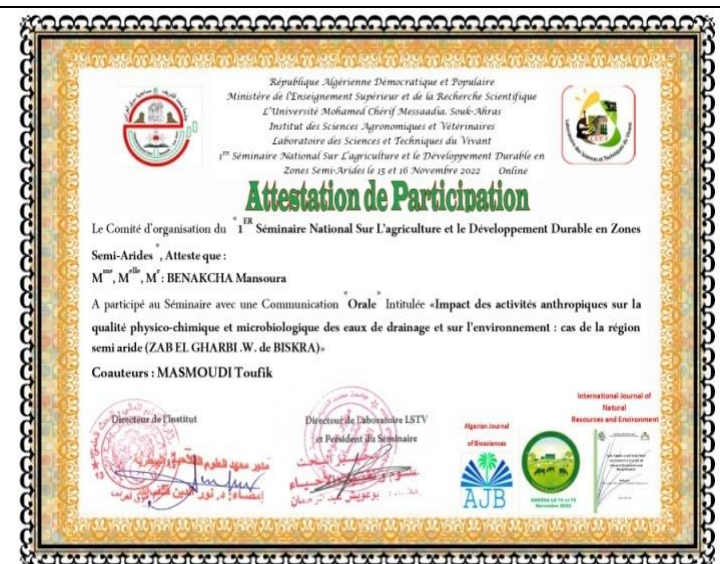 République Algérienne Démocratique et Populaire
Ministère de l'Enseignement Supérieur et de la Recherche Scientifique
L'Université Mohamed Chérif Messaadia. Souk-Ahras
Institut des Sciences Agronomiques et Vétérinaires
Laboratoire des Sciences et Techniques du Vivant
1er Séminaire National Sur L'agriculture et le Développement Durable en
Zones Semi-Arides le 15 et 16 Novembre 2022 Online
Attestation de Participation
Le Comité d'organisation du "1ER Séminaire National Sur L'agriculture et le Développement Durable en Zones
Semi-Arides", Atteste que :
Mme, Melle, Mr : BENAKCHA Mansoura
A participé au Séminaire avec une Communication "Orale" Intitulée «Impact des activités anthropiques sur la
qualité physico-chimique et microbiologique des eaux de drainage et sur l'environnement : cas de la région
semi aride (ZAB EL GHARBI .W. de BISKRA)»
Coauteurs : MASMOUDI Toufik
Directeur de l'Institut
Directeur de Laboratoire LSTV
et Président du Séminaire
Algerian Journal
of Biosciences
AJB
International Journal of
Natural
Resources and Environment